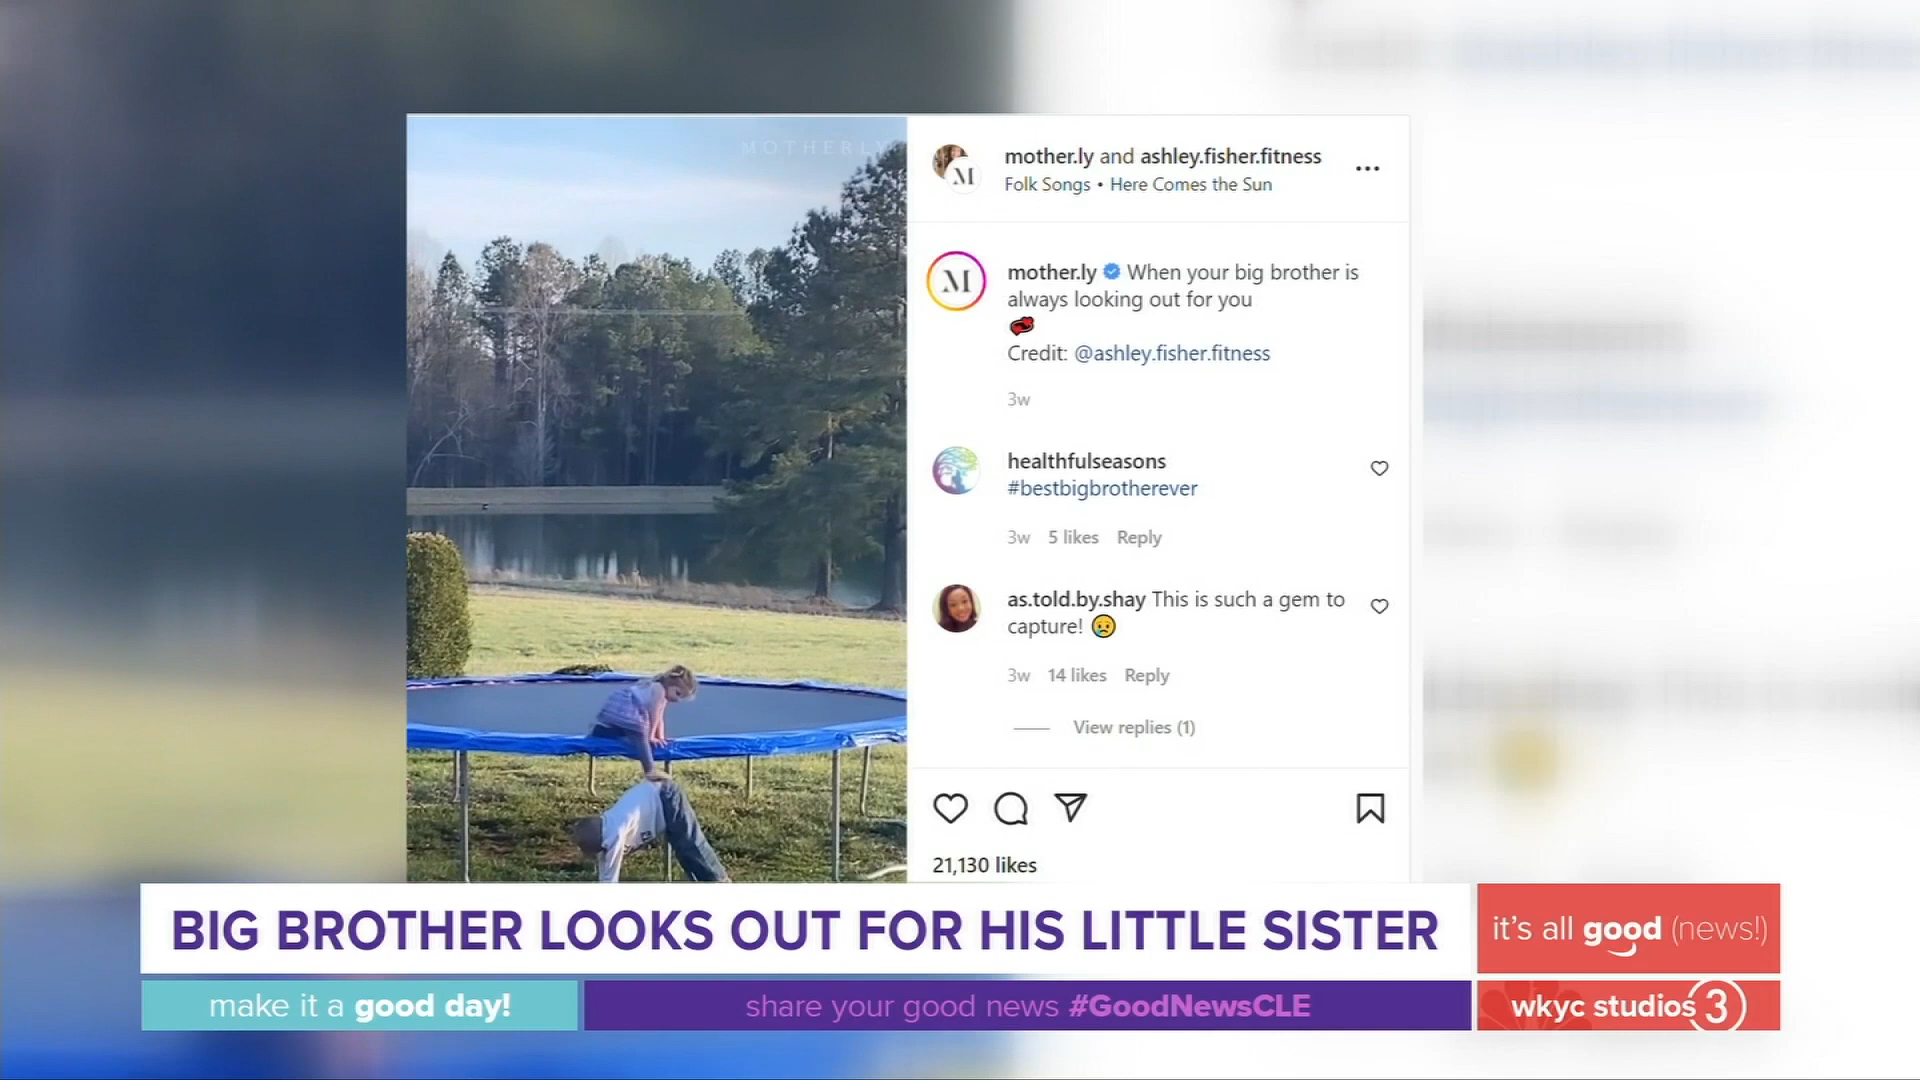 MOTHERLY
mother.ly and ashley.fisher.fitness
Folk Songs • Here Comes the Sun
M
M
mother.ly When your big brother is
always looking out for you
💞
Credit: @ashley.fisher.fitness
3w
healthfulseasons
#bestbigbrotherever
3w 5 likes Reply
as.told.by.shay This is such a gem to
capture! 😥
3w 14 likes Reply
View replies (1)
21,130 likes
BIG BROTHER LOOKS OUT FOR HIS LITTLE SISTER
it's all good (news!)
make it a good day!
share your good news #GoodNewsCLE
wkyc studios 3